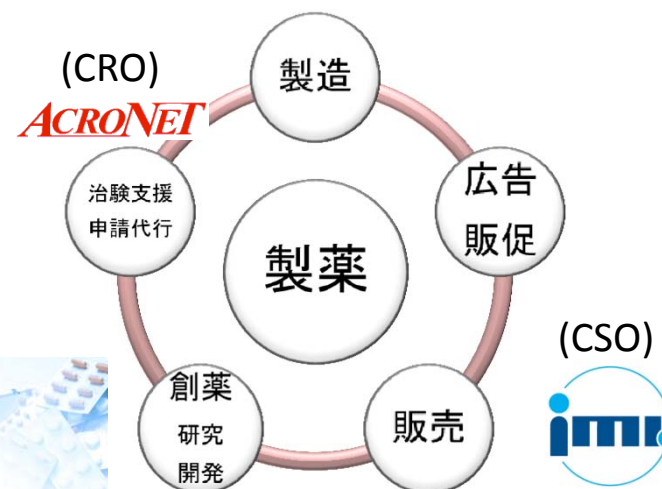 (CRO)
ACRONET
製造
治験支援
申請代行
広告
販促
製薬
(CSO)
創薬
研究
開発
販売